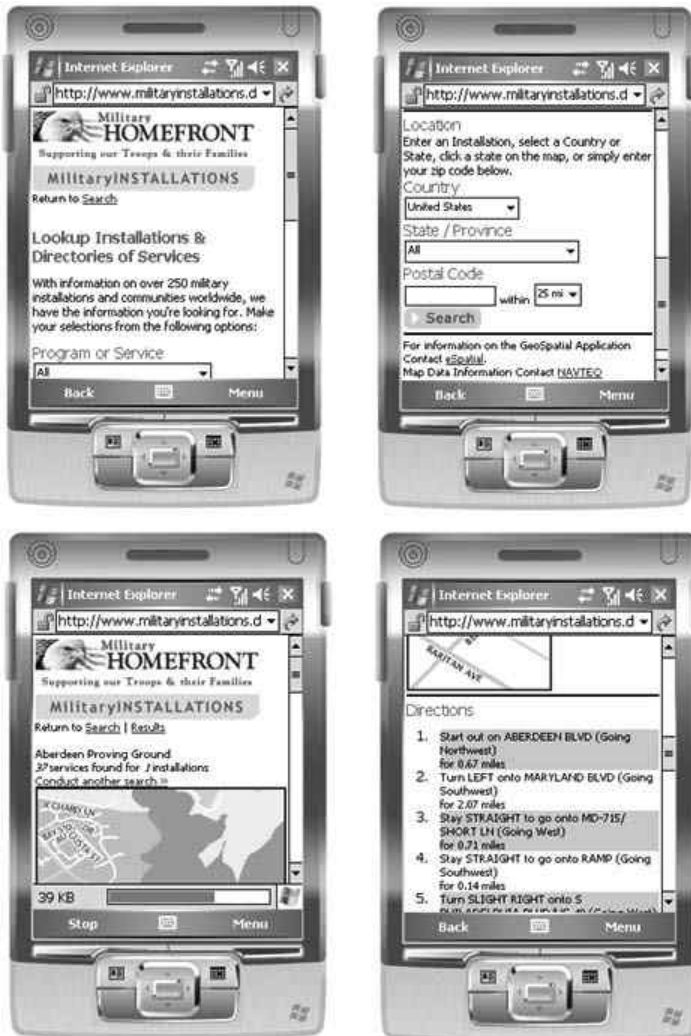 Internet Explorer
http://www.militaryinstallations.d
Military
HOMEFRONT
Supporting our Troops & their Families
MilitaryINSTALLATIONS
Return to Search
Lookup Installations &
Directories of Services
With information on over 250 military
installations and communities worldwide, we
have the information you're looking for. Make
your selections from the following options:
Program or Service
All
Back Menu
Internet Explorer
http://www.militaryinstallations.d
Location
Enter an Installation, select a Country or
State, click a state on the map, or simply enter
your zip code below.
Country
United States
State / Province
All
Postal Code
within 25 mi
Search
For information on the GeoSpatial Application
Contact eSpatial.
Map Data Information Contact NAVTEQ
Back Menu
Internet Explorer
http://www.militaryinstallations.d
Military
HOMEFRONT
Supporting our Troops & their Families
MilitaryINSTALLATIONS
Return to Search | Results
Aberdeen Proving Ground
37 services found for 1 installations
Conduct another search »
39 KB
Stop Menu
Internet Explorer
http://www.militaryinstallations.d
RARITAN AVE
Directions
1. Start out on ABERDEEN BLVD (Going
Northwest)
for 0.67 miles
2. Turn LEFT onto MARYLAND BLVD (Going
Southwest)
for 2.07 miles
3. Stay STRAIGHT to go onto MD-715/
SHORT LN (Going West)
for 0.71 miles
4. Stay STRAIGHT to go onto RAMP (Going
Southwest)
for 0.14 miles
5. Turn SLIGHT RIGHT onto S
Back Menu